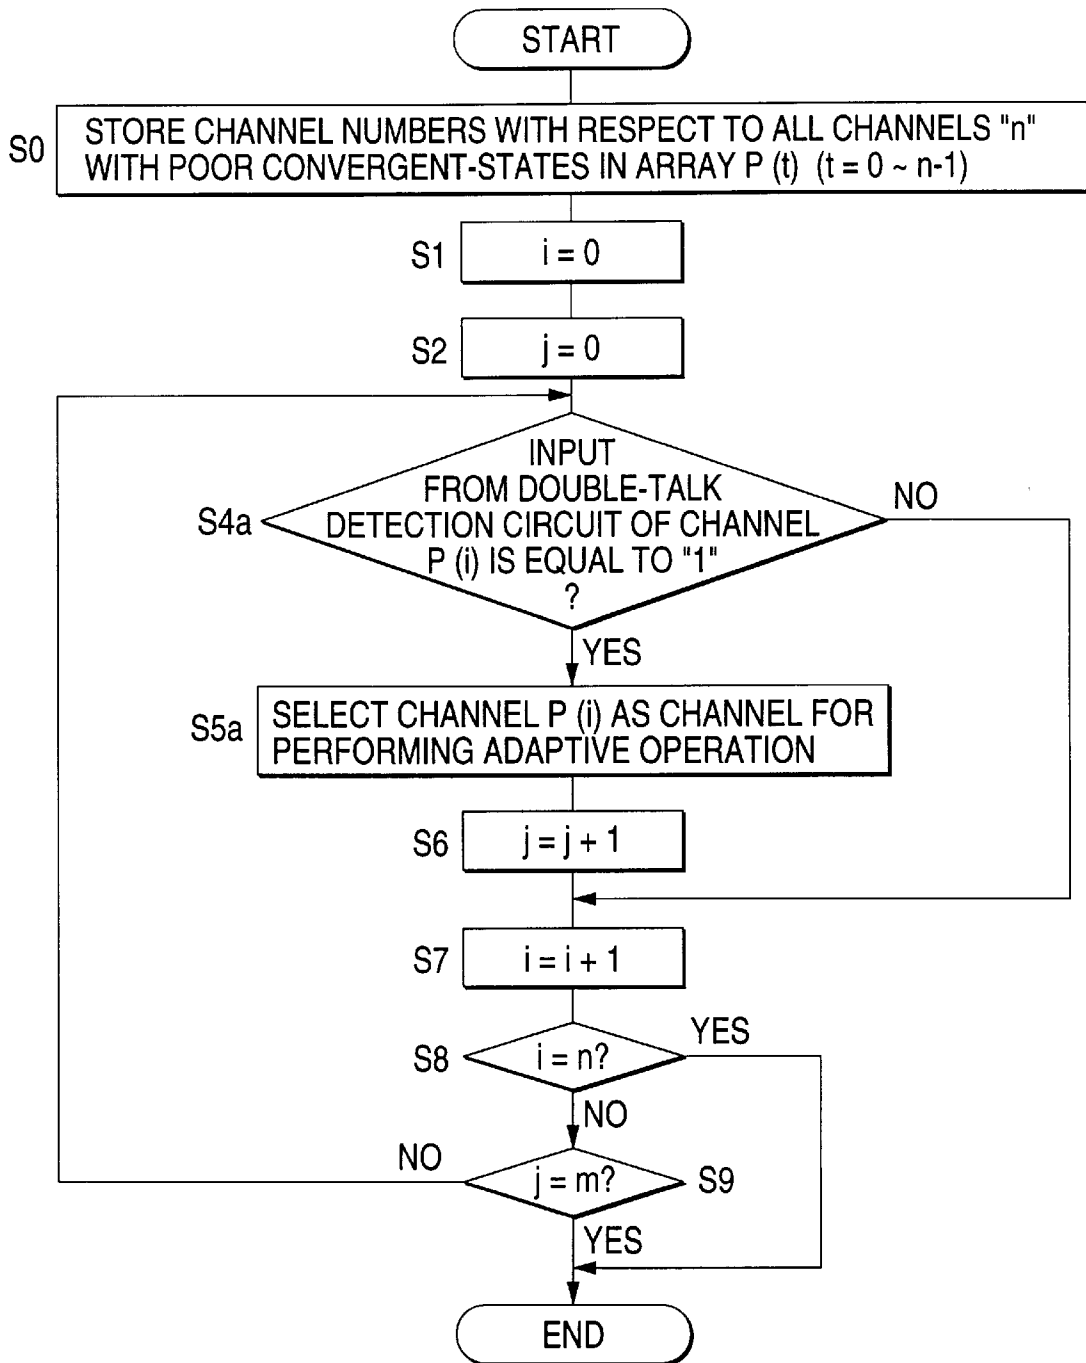 START
S0
STORE CHANNEL NUMBERS WITH RESPECT TO ALL CHANNELS "n"
WITH POOR CONVERGENT-STATES IN ARRAY P (t) (t = 0 ~ n-1)
S1
i = 0
S2
j = 0
S4a
INPUT
FROM DOUBLE-TALK
DETECTION CIRCUIT OF CHANNEL
P (i) IS EQUAL TO "1"
?
NO
YES
S5a
SELECT CHANNEL P (i) AS CHANNEL FOR
PERFORMING ADAPTIVE OPERATION
S6
j = j + 1
S7
i = i + 1
S8
i = n?
YES
NO
NO
j = m?
S9
YES
END